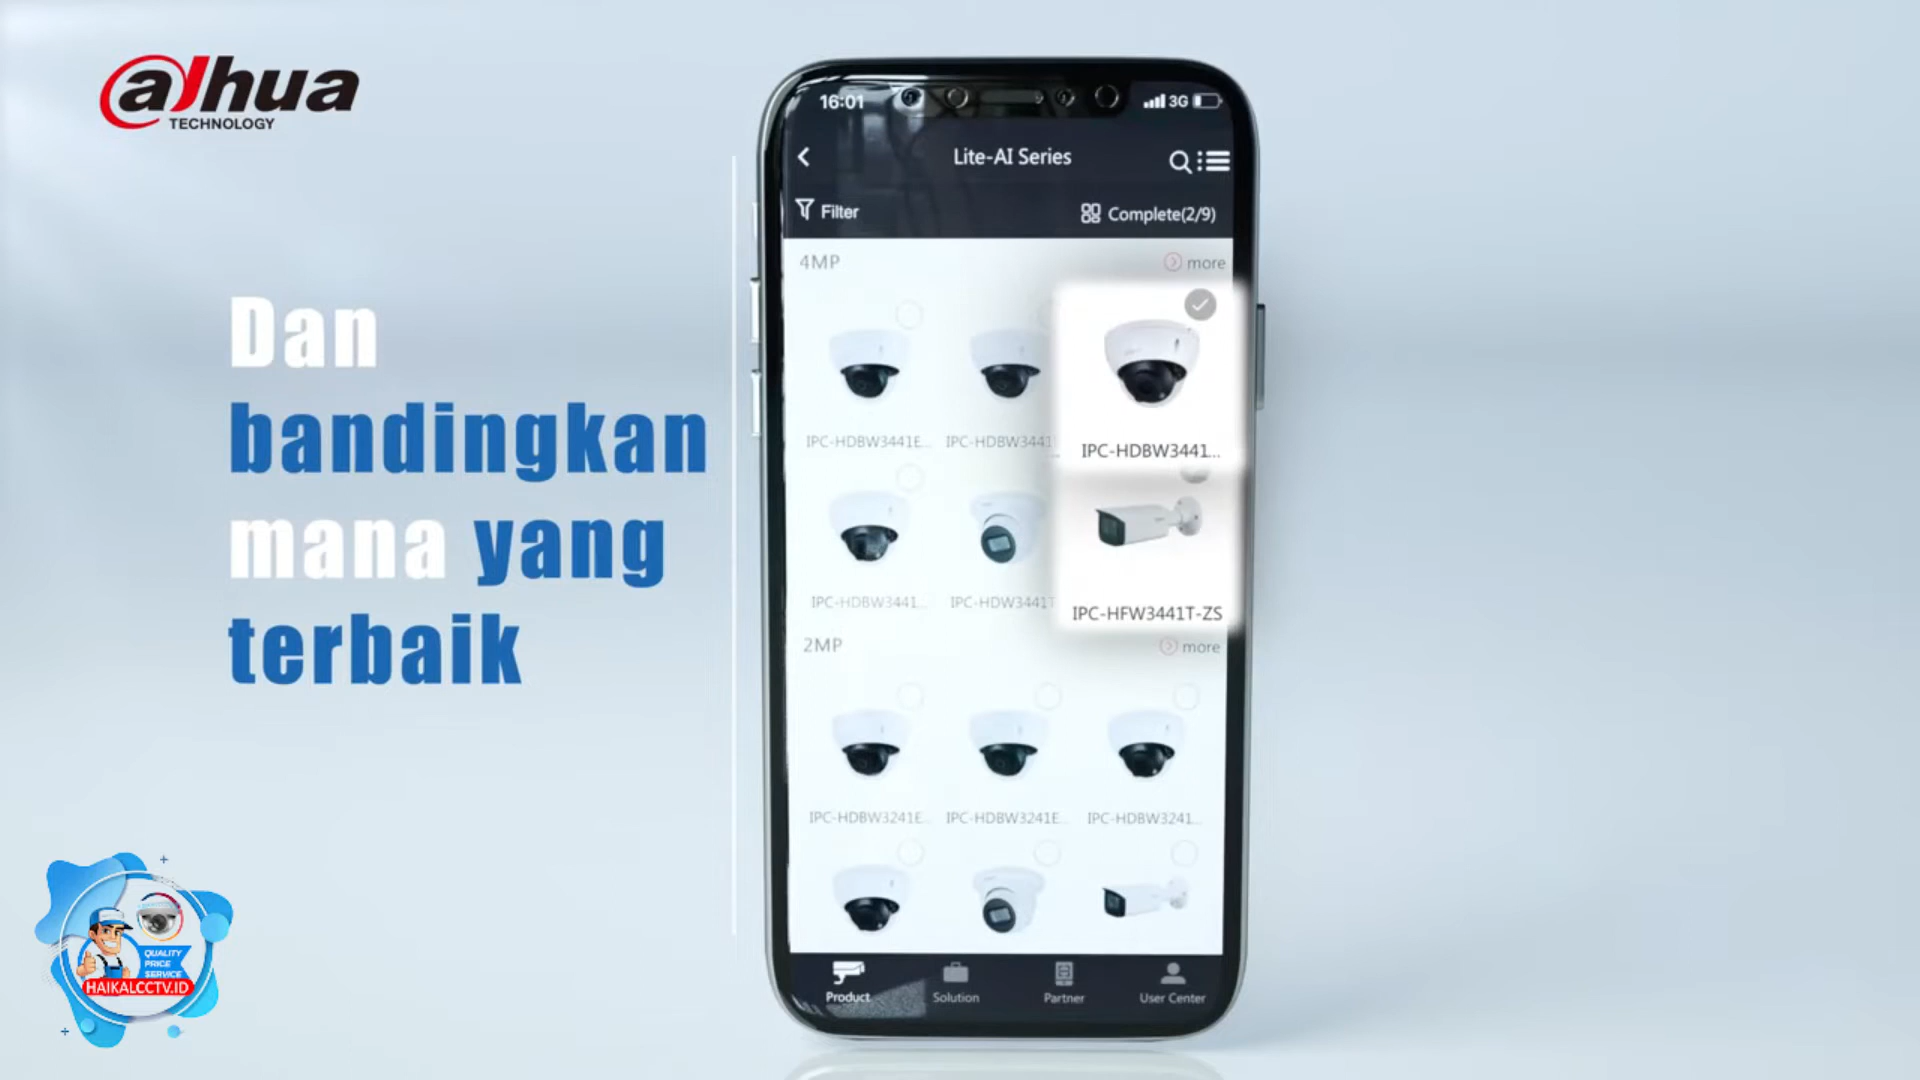 alhua
TECHNOLOGY
Dan
bandingkan
mana yang
terbaik
16:01
3G
Lite-AI Series
Filter
Complete(2/9)
4MP
more
IPC-HDBW3441E...
IPC-HDBW3441
IPC-HDBW3441...
IPC-HDBW3441...
IPC-HDW3441T
IPC-HFW3441T-ZS
2MP
more
IPC-HDBW3241E...
IPC-HDBW3241E...
IPC-HDBW3241...
Product
Solution
Partner
User Center
QUALITY
PRICE
SERVICE
HAIKALCCTV.ID